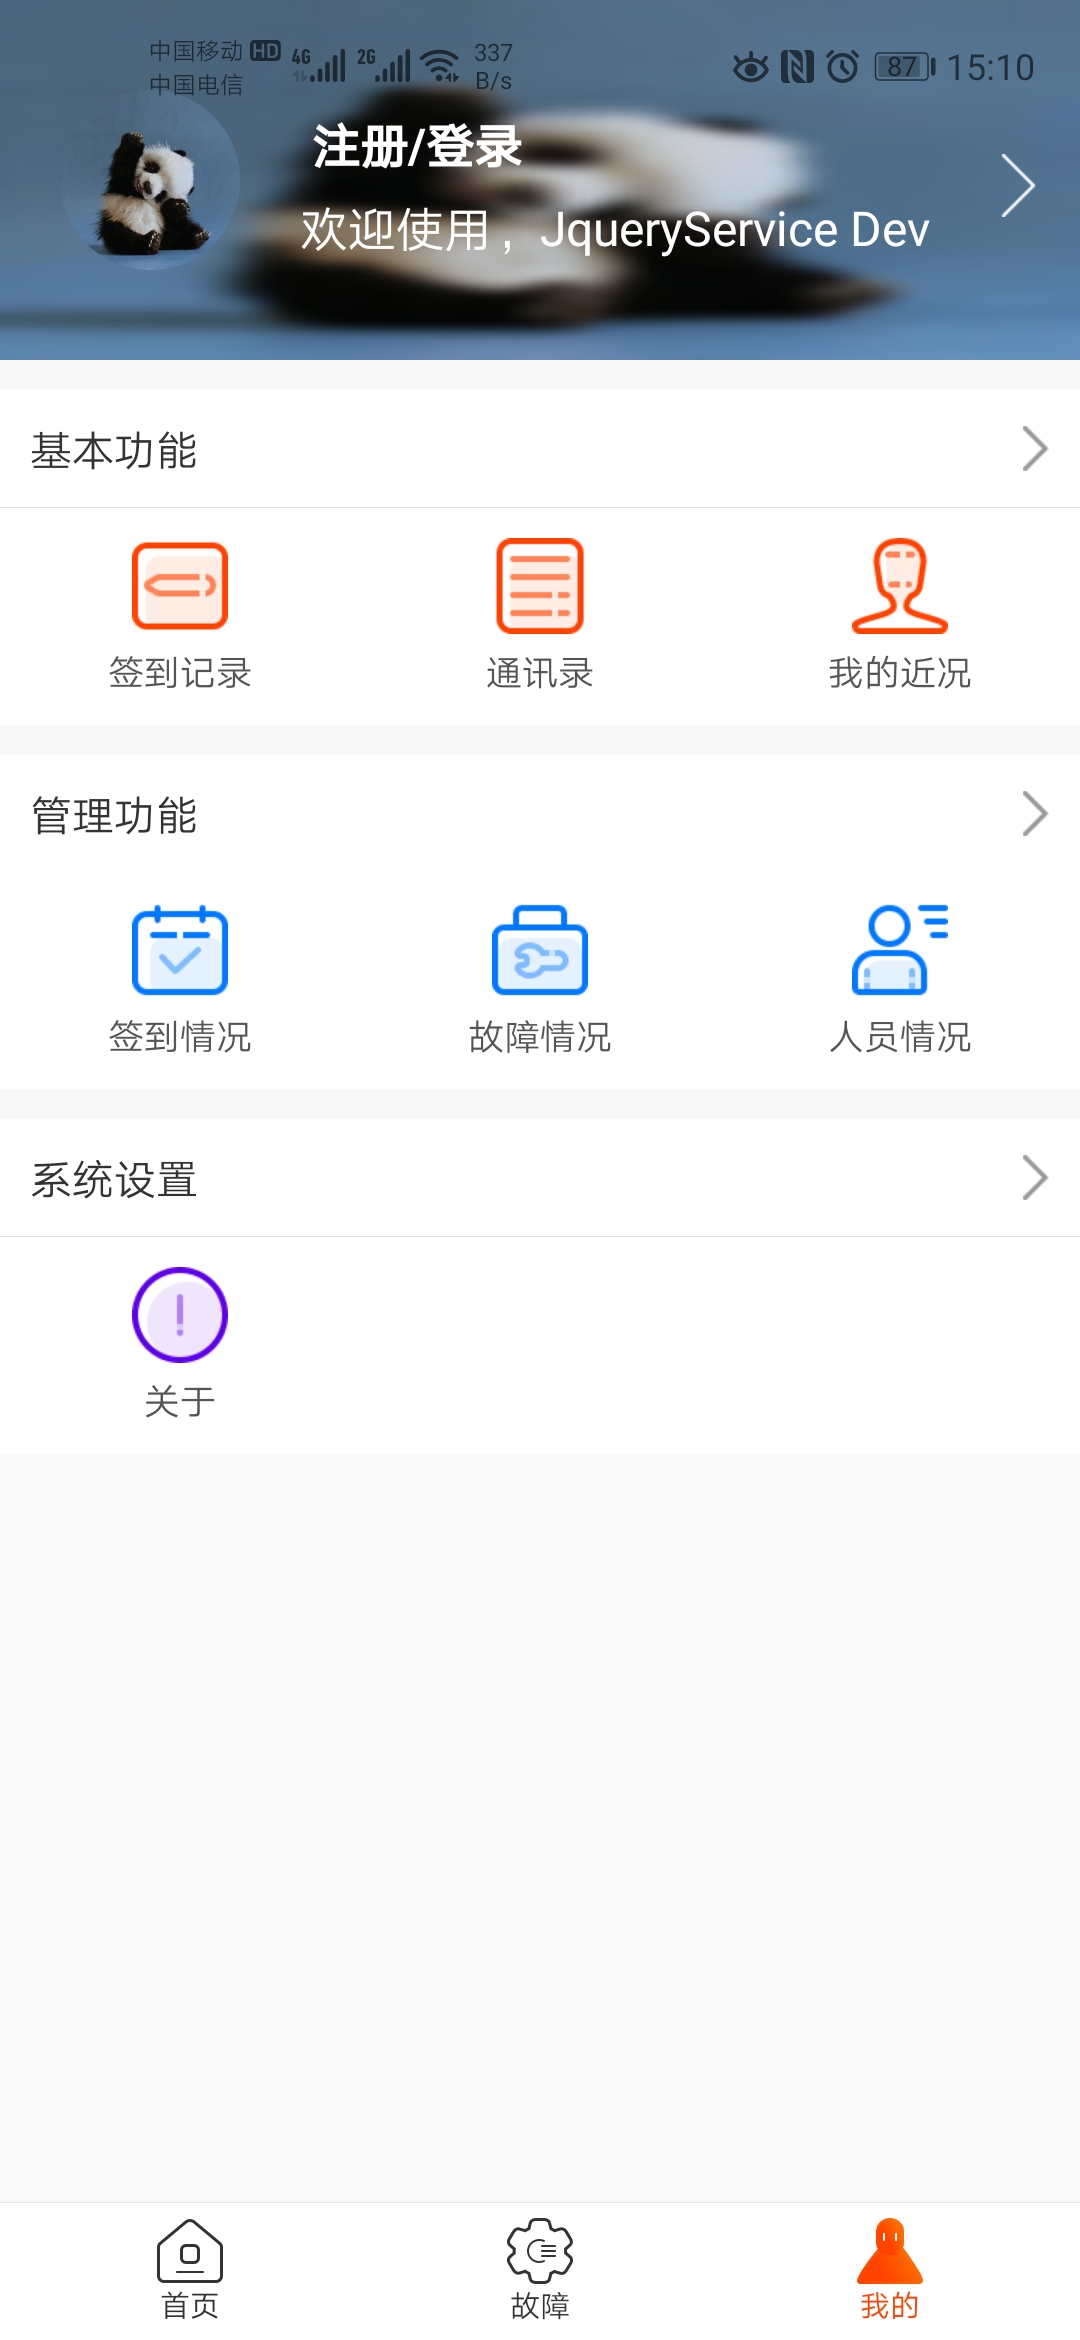 中国移动 HD 4G 2G 337 B/s 87 15:10
中国电信
注册/登录
欢迎使用，JqueryService Dev
基本功能
签到记录 通讯录 我的近况
管理功能
签到情况 故障情况 人员情况
系统设置
关于
首页 故障 我的